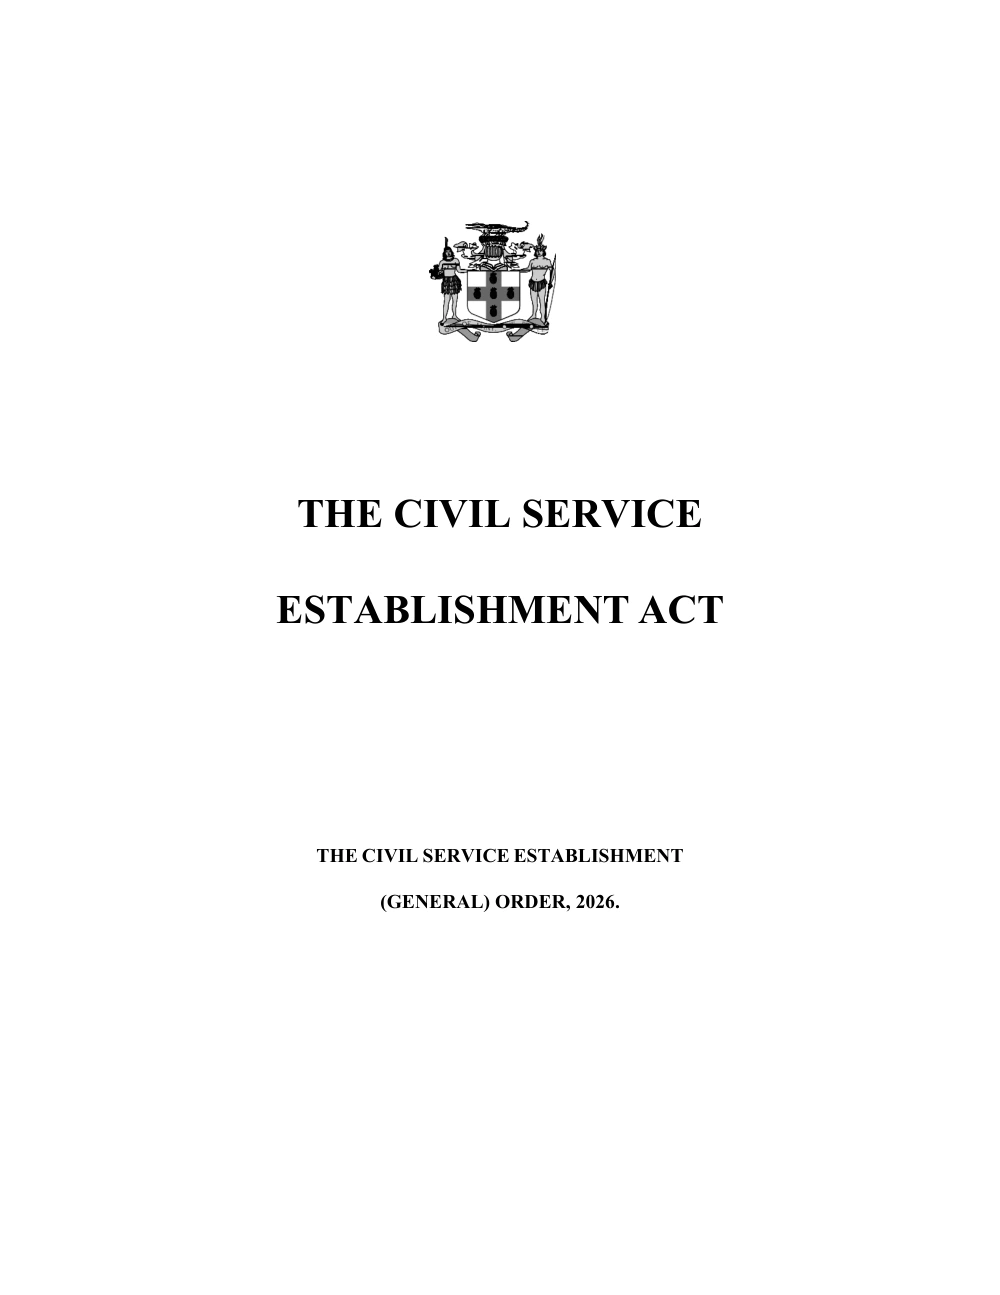 THE CIVIL SERVICE
ESTABLISHMENT ACT
THE CIVIL SERVICE ESTABLISHMENT
(GENERAL) ORDER, 2026.